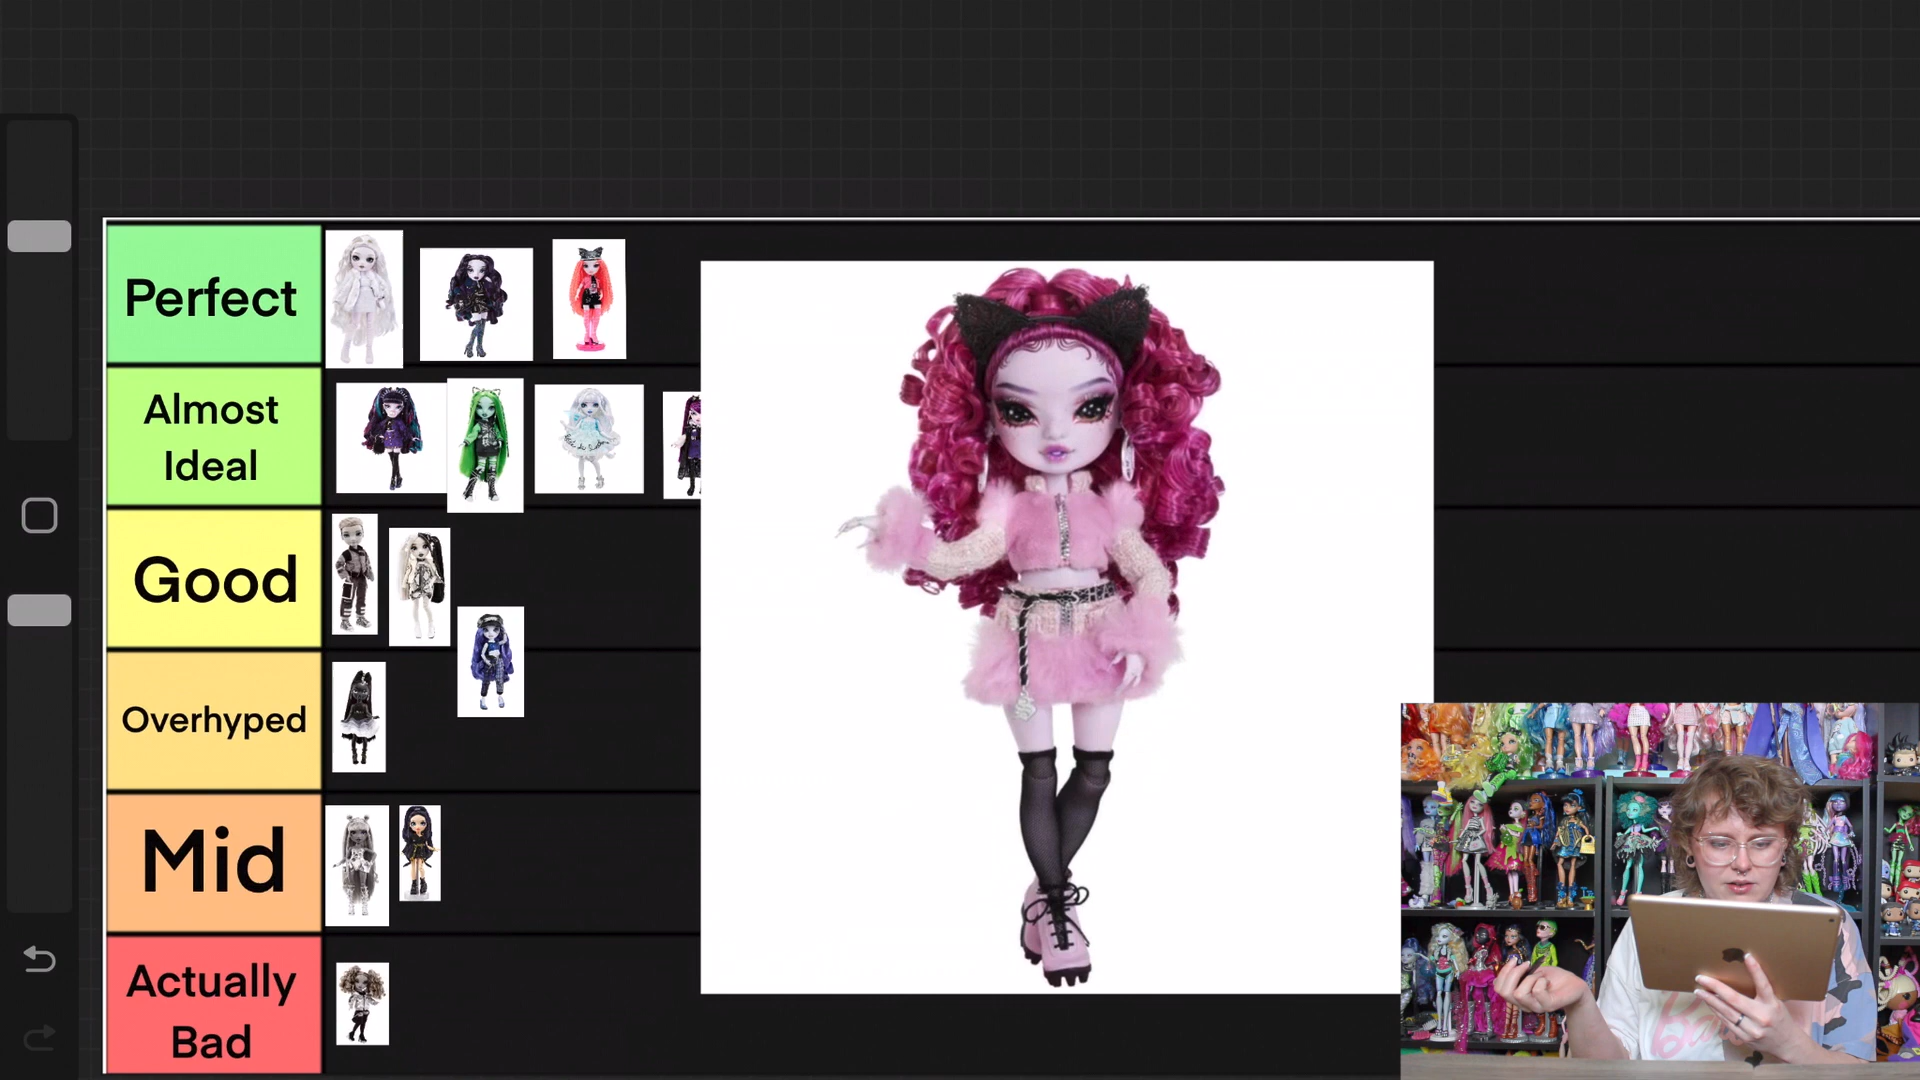 Perfect
Almost
Ideal
Good
Overhyped
Mid
Actually
Bad